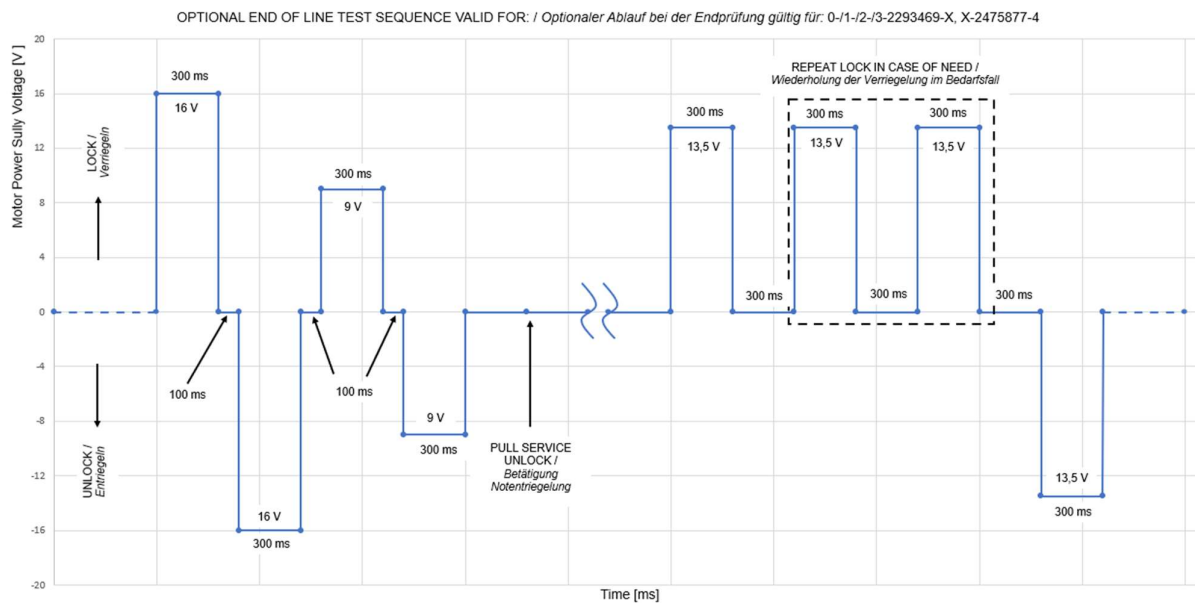 OPTIONAL END OF LINE TEST SEQUENCE VALID FOR: / Optionaler Ablauf bei der Endprüfung gültig für: 0-/1-/2-/3-2293469-X, X-2475877-4
Motor Power Sully Voltage [V]
20
16
12
8
4
0
-4
-8
-12
-16
-20
LOCK /
Verriegeln
UNLOCK /
Entriegeln
300 ms
16 V
100 ms
16 V
300 ms
300 ms
9 V
100 ms
9 V
300 ms
PULL SERVICE
UNLOCK /
Betätigung
Notentriegelung
300 ms
13,5 V
300 ms
REPEAT LOCK IN CASE OF NEED /
Wiederholung der Verriegelung im Bedarfsfall
300 ms
13,5 V
300 ms
300 ms
13,5 V
300 ms
13,5 V
300 ms
Time [ms]